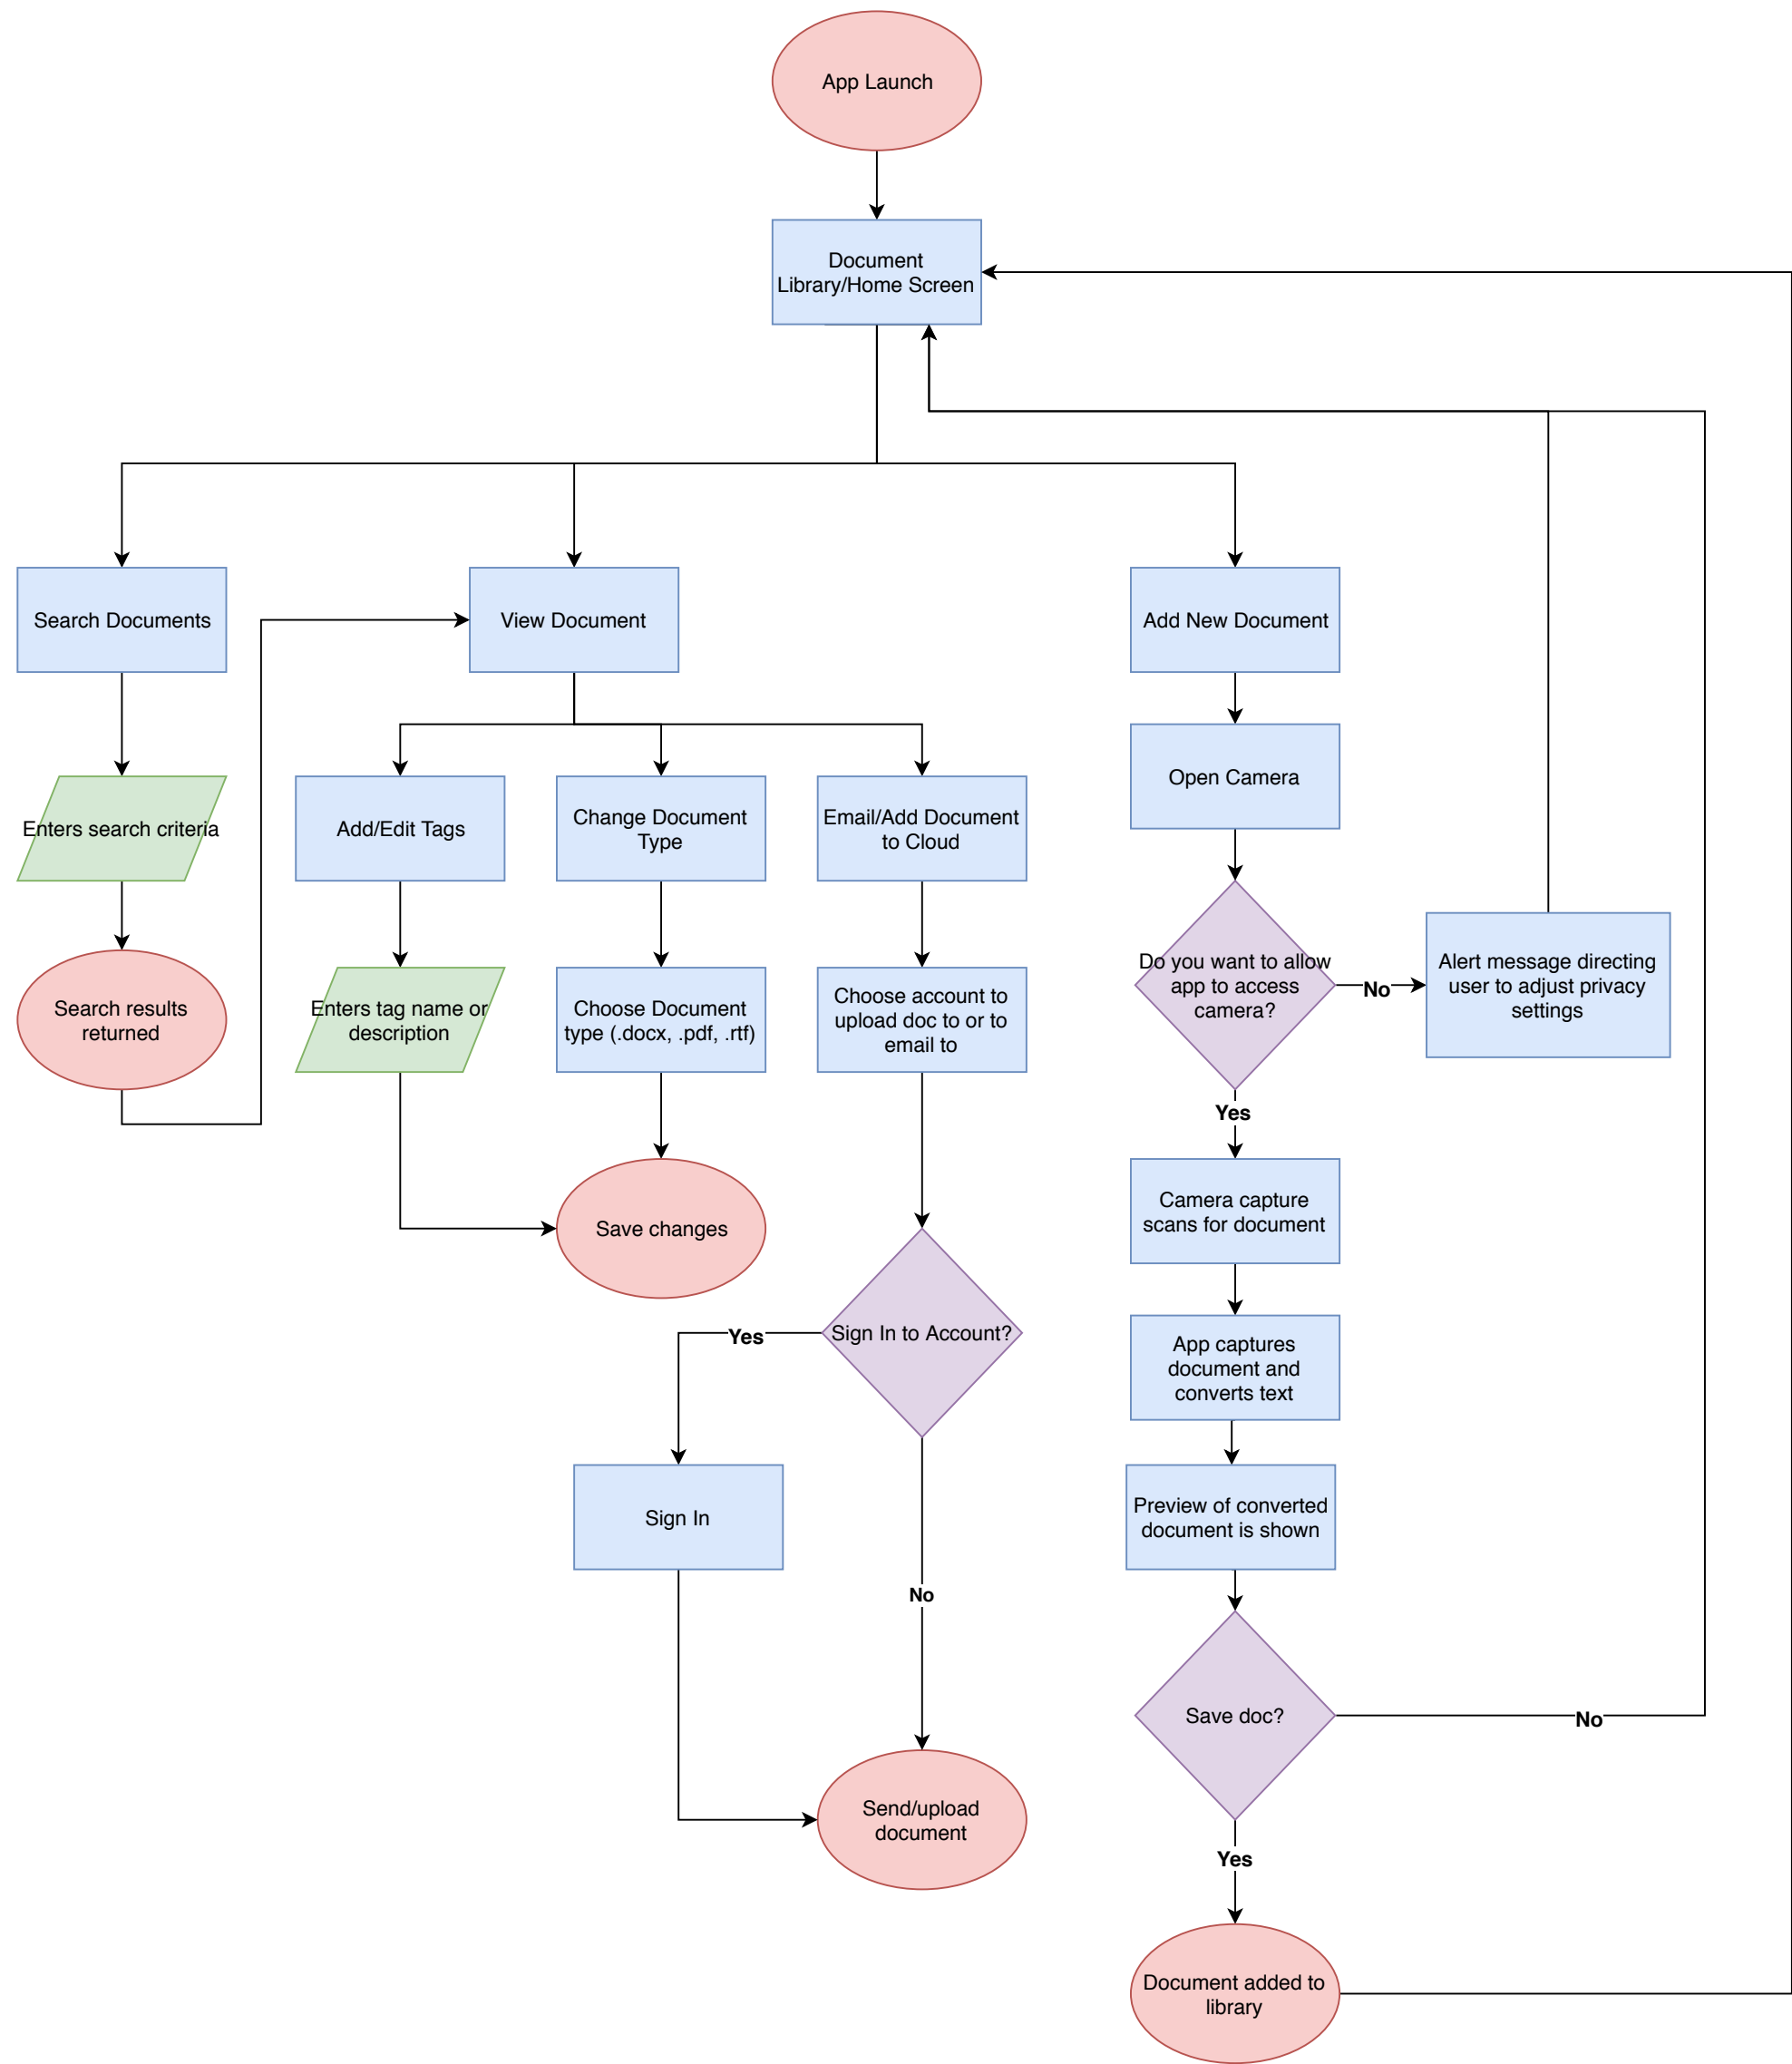 App Launch
Document
Library/Home Screen
Search Documents
View Document
Add New Document
Open Camera
Enters search criteria
Add/Edit Tags
Change Document
Type
Email/Add Document
to Cloud
Do you want to allow
app to access
camera?
No
Alert message directing
user to adjust privacy
settings
Search results
returned
Enters tag name or
description
Choose Document
type (.docx, .pdf, .rtf)
Choose account to
upload doc to or to
email to
Yes
Camera capture
scans for document
Save changes
Sign In to Account?
Yes
App captures
document and
converts text
Sign In
Preview of converted
document is shown
No
Save doc?
No
Send/upload
document
Yes
Document added to
library